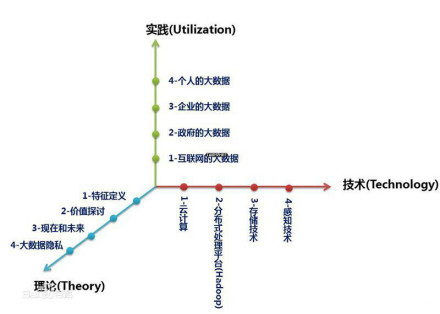 实践(Utilization)
4-个人的大数据
3-企业的大数据
2-政府的大数据
1-互联网的大数据
技术(Technology)
1-云计算
2-分布式处理平台(Hadoop)
3-存储技术
4-感知技术
1-特征定义
2-价值探讨
3-现在和未来
4-大数据隐私
理论(Theory)